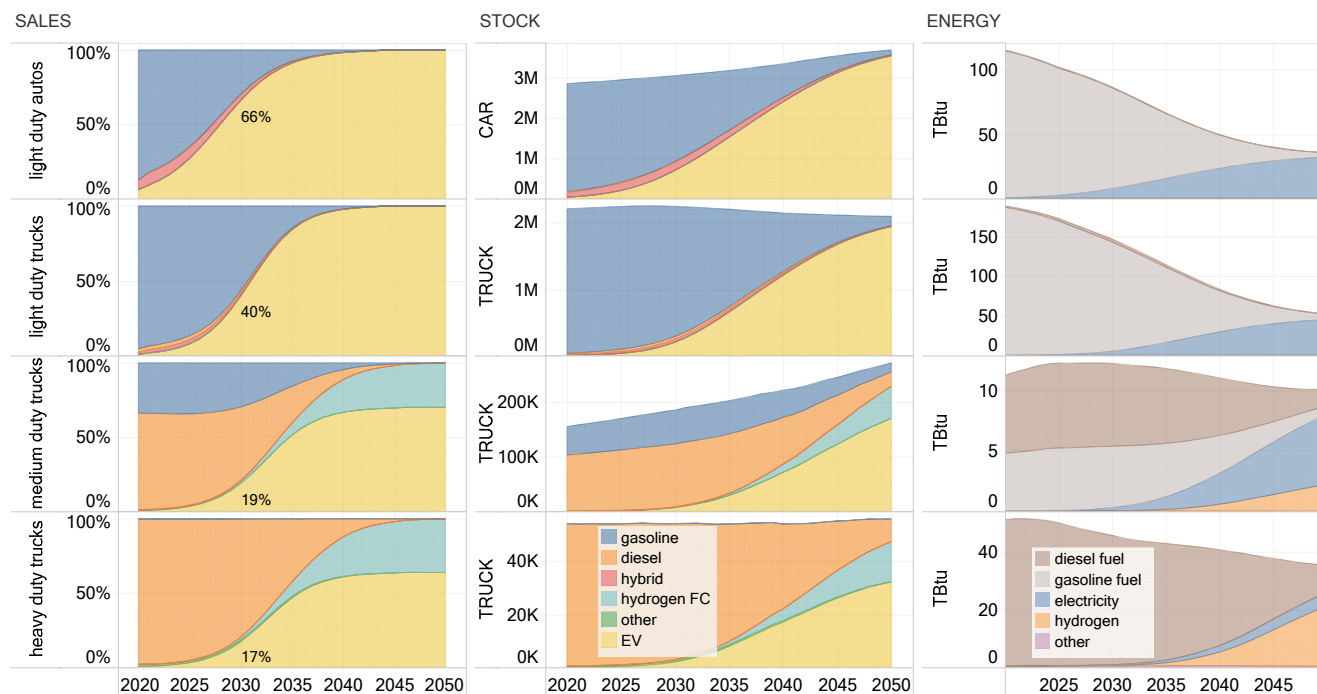 SALES
STOCK
ENERGY
light duty autos
100%
50%
0%
66%
CAR
3M
2M
1M
0M
TBtu
100
50
0
light duty trucks
100%
50%
0%
40%
TRUCK
2M
1M
0M
TBtu
150
100
50
0
medium duty trucks
100%
50%
0%
19%
TRUCK
200K
100K
0K
TBtu
10
5
0
heavy duty trucks
100%
50%
0%
17%
TRUCK
40K
20K
0K
gasoline
diesel
hybrid
hydrogen FC
other
EV
TBtu
40
20
0
diesel fuel
gasoline fuel
electricity
hydrogen
other
2020 2025 2030 2035 2040 2045 2050
2020 2025 2030 2035 2040 2045 2050
2025 2030 2035 2040 2045